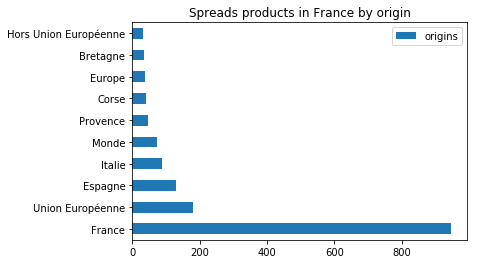 Spreads products in France by origin
origins
Hors Union Européenne
Bretagne
Europe
Corse
Provence
Monde
Italie
Espagne
Union Européenne
France
0 200 400 600 800